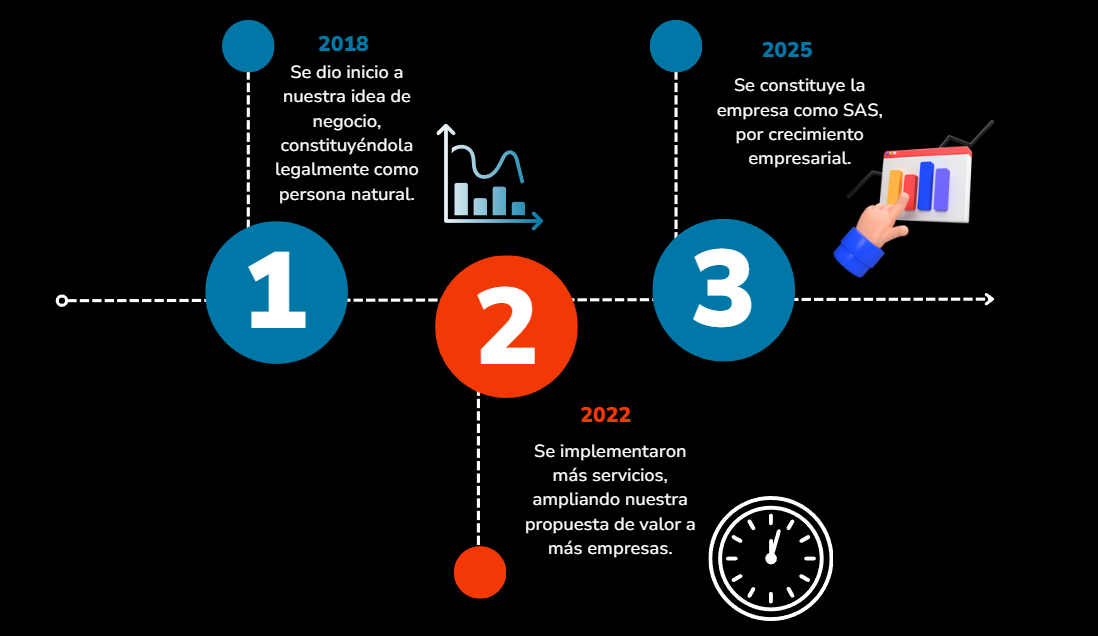 2018
Se dio inicio a
nuestra idea de
negocio,
constituyéndola
legalmente como
persona natural.
1
2022
Se implementaron
más servicios,
ampliando nuestra
propuesta de valor a
más empresas.
2
2025
Se constituye la
empresa como SAS,
por crecimiento
empresarial.
3